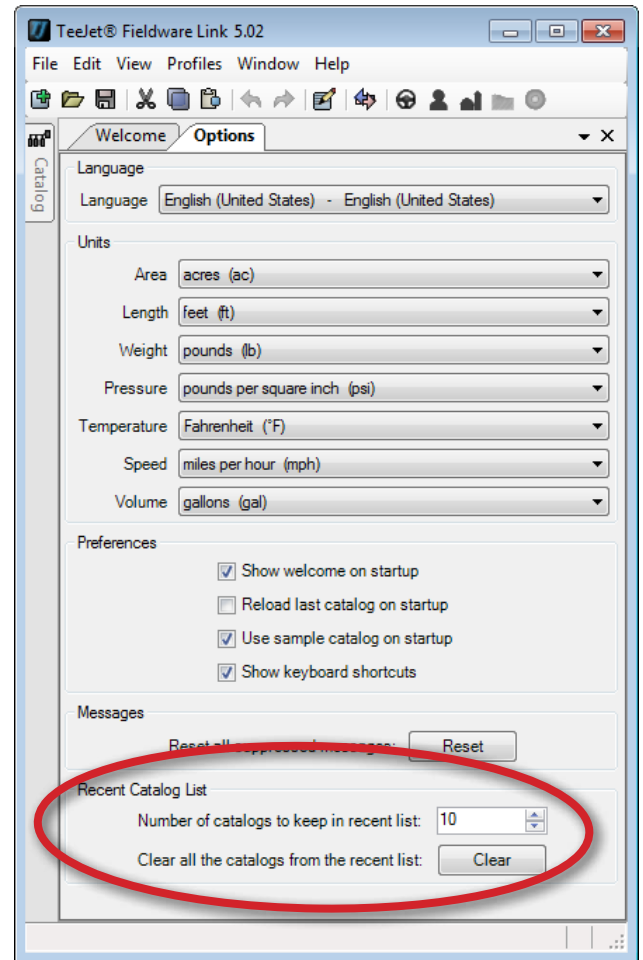 TeeJet® Fieldware Link 5.02
File Edit View Profiles Window Help
Welcome Options
Catalog
Language
Language English (United States) - English (United States)
Units
Area acres (ac)
Length feet (ft)
Weight pounds (lb)
Pressure pounds per square inch (psi)
Temperature Fahrenheit (°F)
Speed miles per hour (mph)
Volume gallons (gal)
Preferences
Show welcome on startup
Reload last catalog on startup
Use sample catalog on startup
Show keyboard shortcuts
Messages
Reset all suppressed messages: Reset
Recent Catalog List
Number of catalogs to keep in recent list: 10
Clear all the catalogs from the recent list: Clear